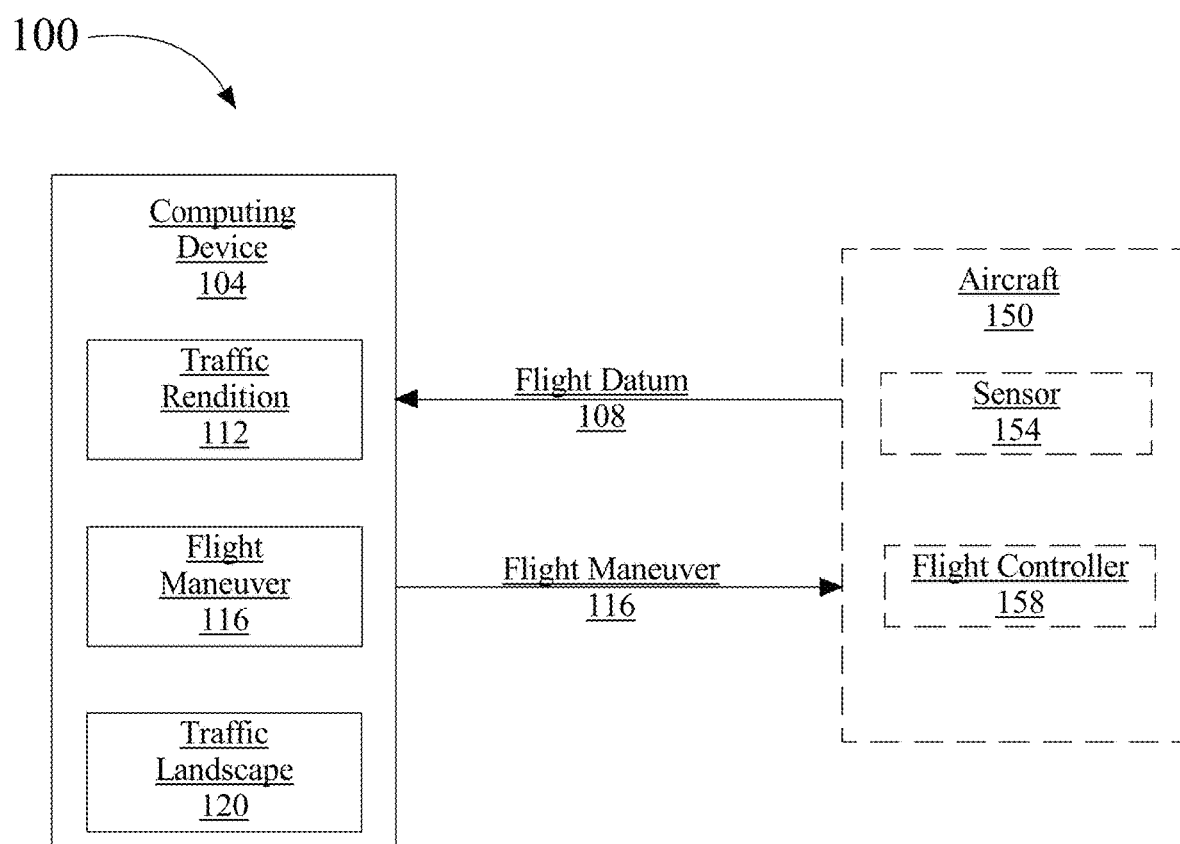 100
Computing
Device
104
Traffic
Rendition
112
Flight
Maneuver
116
Traffic
Landscape
120
Flight Datum
108
Flight Maneuver
116
Aircraft
150
Sensor
154
Flight Controller
158